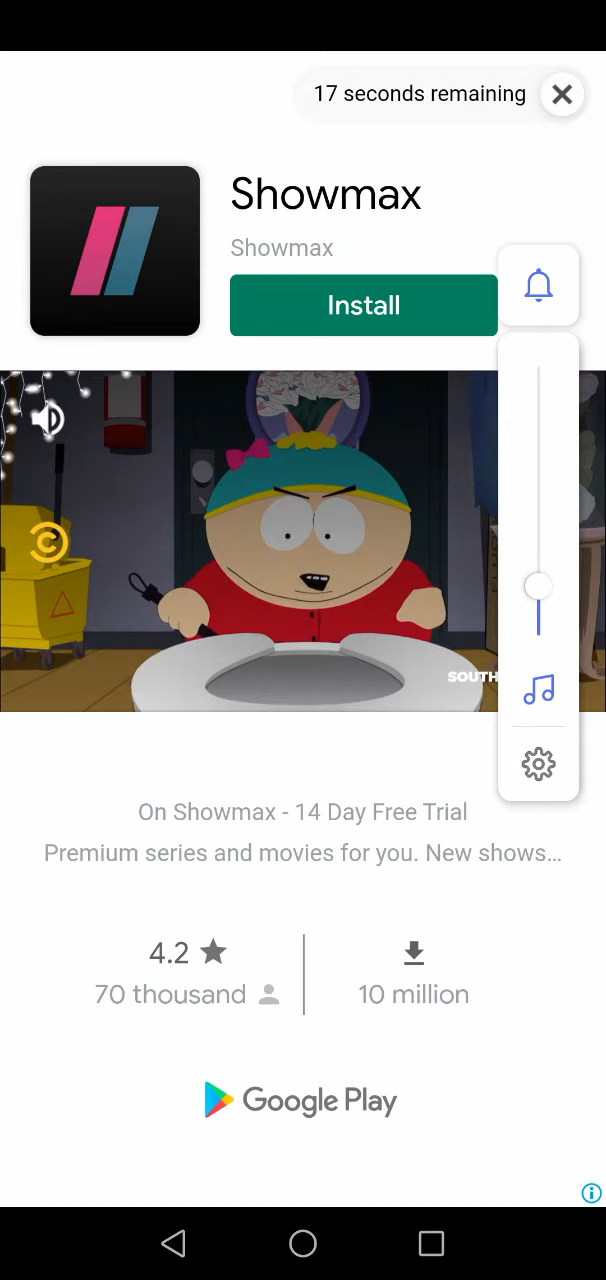 17 seconds remaining
Showmax
Showmax
Install
SOUTH
On Showmax - 14 Day Free Trial
Premium series and movies for you. New shows...
4.2
70 thousand
10 million
Google Play